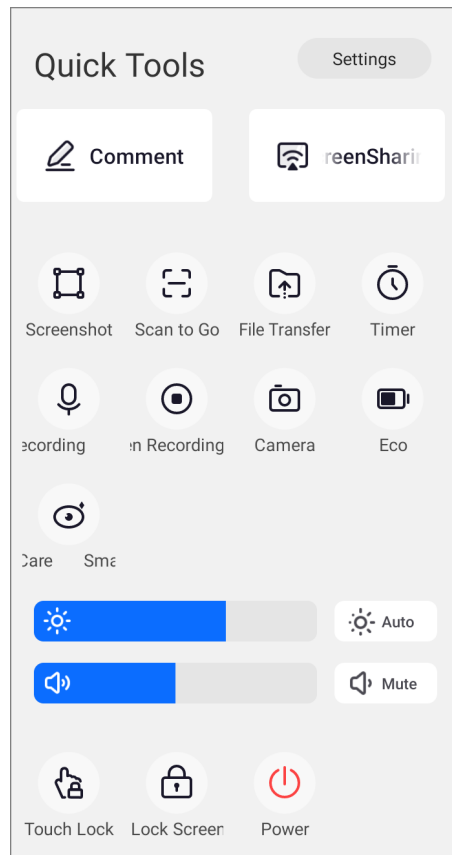 Quick Tools
Settings
Comment
reenSharin
Screenshot
Scan to Go
File Transfer
Timer
ecording
en Recording
Camera
Eco
Care
Sma
Auto
Mute
Touch Lock
Lock Screen
Power